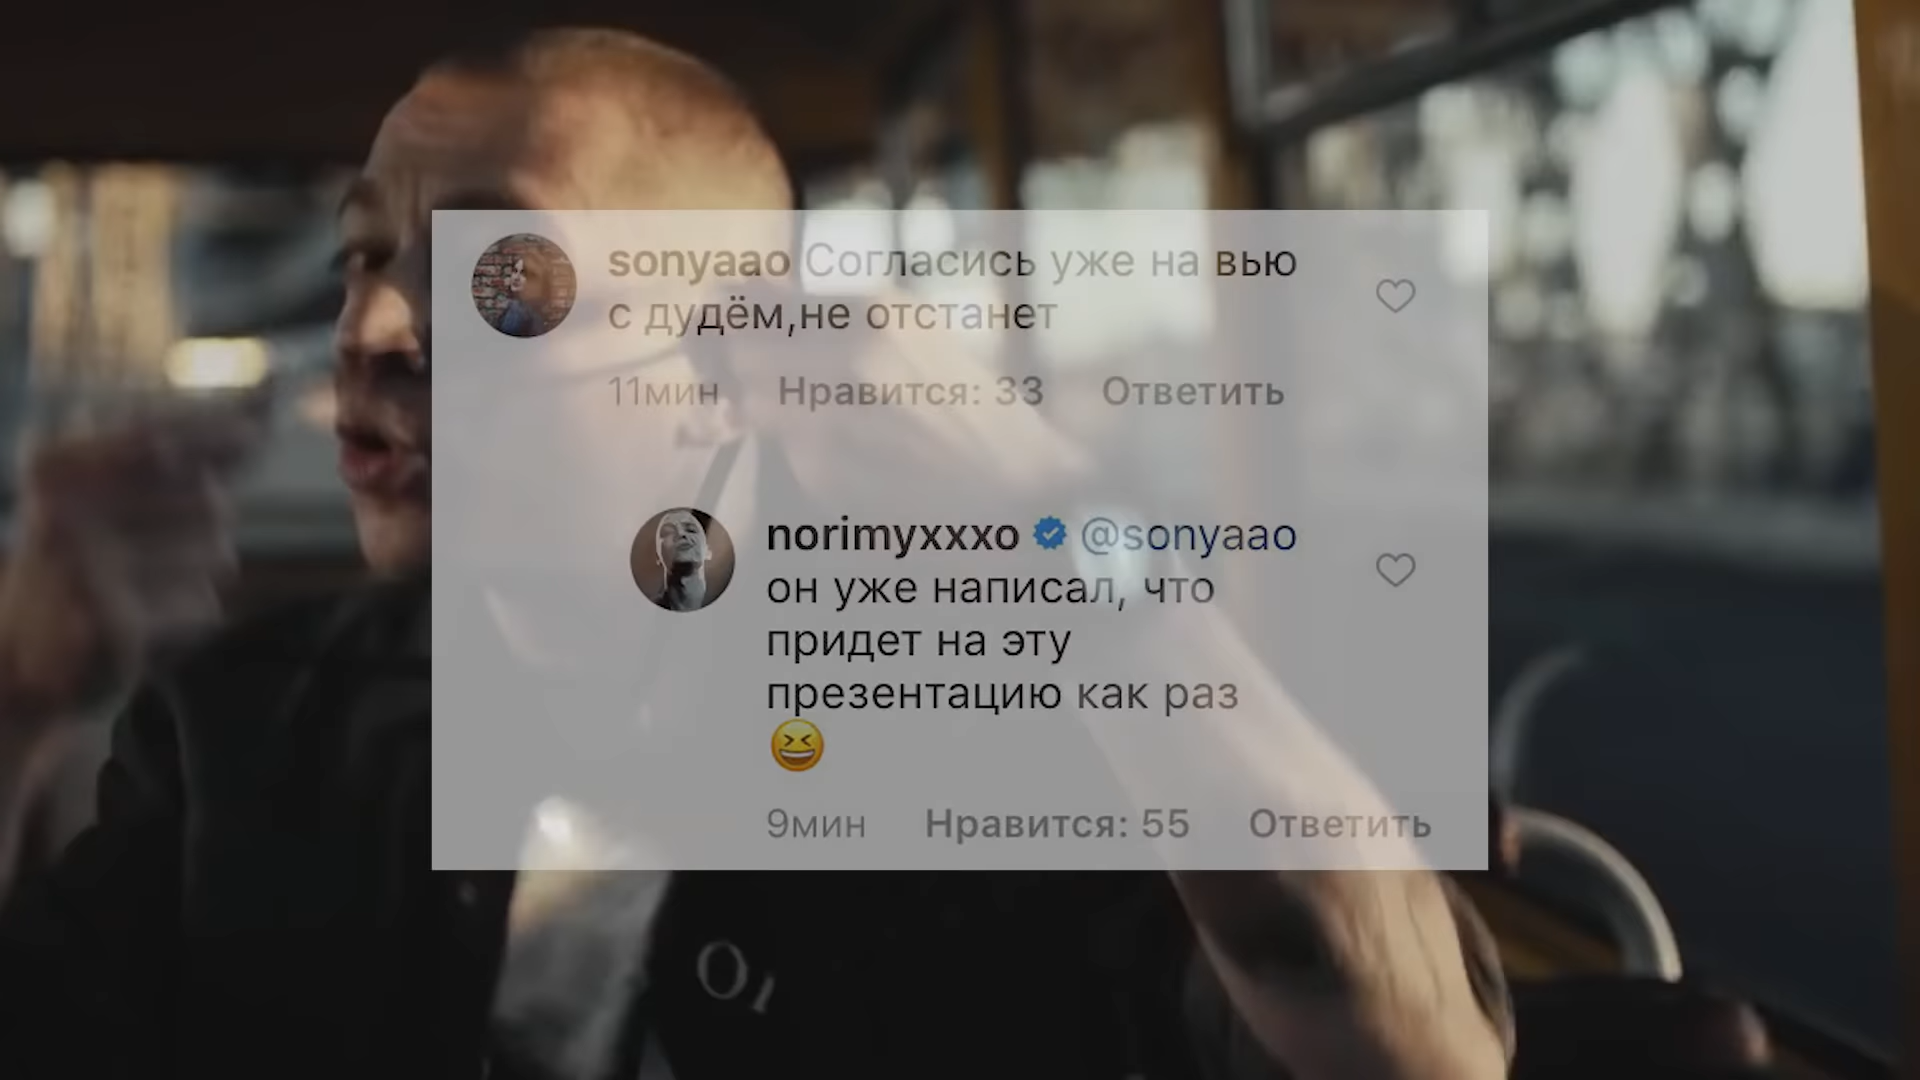 sonyaao Согласись уже на вью
с дудём,не отстанет
11мин Нравится: 33 Ответить
norimyxxxo @sonyaao
он уже написал, что
придет на эту
презентацию как раз
😆
9мин Нравится: 55 Ответить